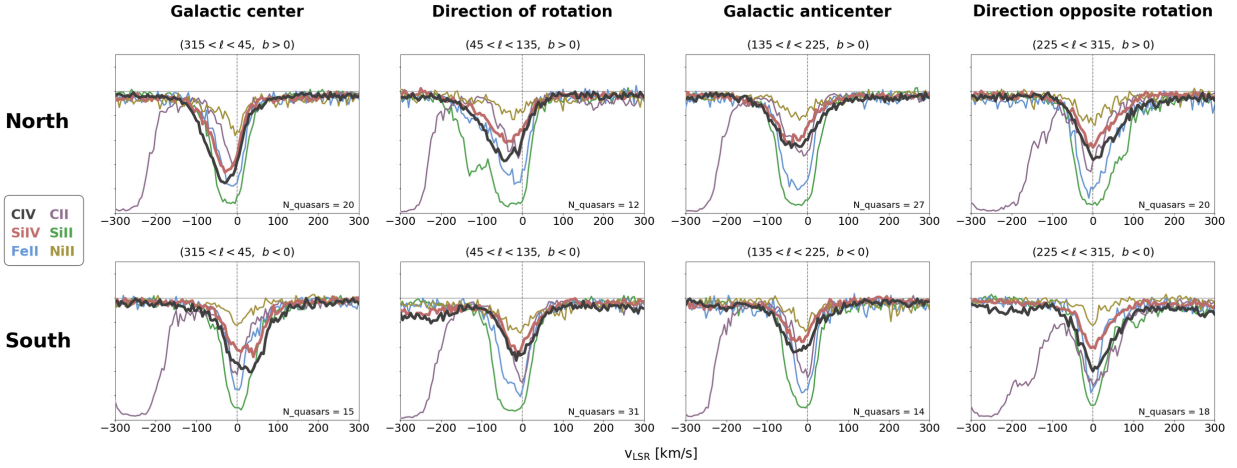 Galactic center Direction of rotation Galactic anticenter Direction opposite rotation
(315 < ℓ < 45, b > 0) (45 < ℓ < 135, b > 0) (135 < ℓ < 225, b > 0) (225 < ℓ < 315, b > 0)
North
N_quasars = 20 N_quasars = 12 N_quasars = 27 N_quasars = 20
−300 −200 −100 0 100 200 300 −300 −200 −100 0 100 200 300 −300 −200 −100 0 100 200 300 −300 −200 −100 0 100 200 300
CIV CII
SiIV SiII
FeII NiII
(315 < ℓ < 45, b < 0) (45 < ℓ < 135, b < 0) (135 < ℓ < 225, b < 0) (225 < ℓ < 315, b < 0)
South
N_quasars = 15 N_quasars = 31 N_quasars = 14 N_quasars = 18
−300 −200 −100 0 100 200 300 −300 −200 −100 0 100 200 300 −300 −200 −100 0 100 200 300 −300 −200 −100 0 100 200 300
v_LSR [km/s]